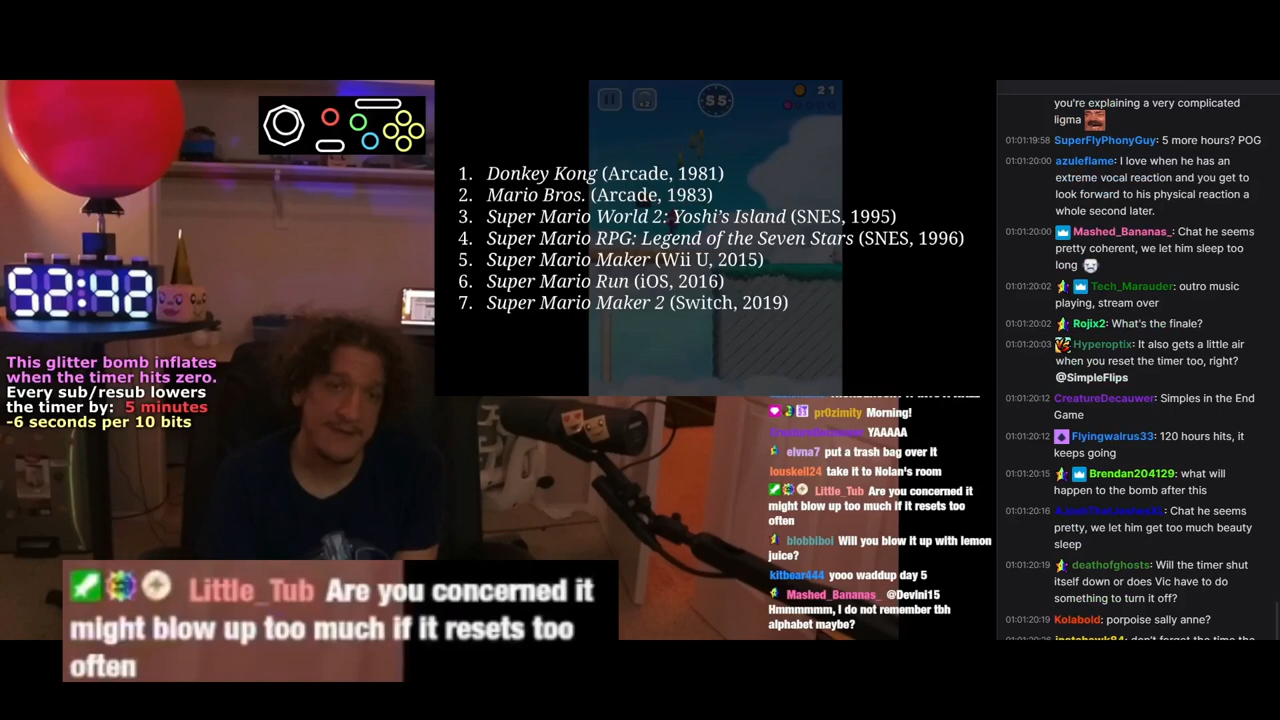 52:42
This glitter bomb inflates
when the timer hits zero.
Every sub/resub lowers
the timer by: 5 minutes
-6 seconds per 10 bits
x2
55
21
1. Donkey Kong (Arcade, 1981)
2. Mario Bros. (Arcade, 1983)
3. Super Mario World 2: Yoshi's Island (SNES, 1995)
4. Super Mario RPG: Legend of the Seven Stars (SNES, 1996)
5. Super Mario Maker (Wii U, 2015)
6. Super Mario Run (iOS, 2016)
7. Super Mario Maker 2 (Switch, 2019)
pr0zimity Morning!
CreatureDecauwer YAAAAA
elvna7 put a trash bag over it
louskell24 take it to Nolan's room
Little_Tub Are you concerned it
might blow up too much if it resets too
often
blobbiboi Will you blow it up with lemon
juice?
kitbear444 yooo waddup day 5
Mashed_Bananas_ @Devini15
Hmmmmmm, I do not remember tbh
alphabet maybe?
Little_Tub Are you concerned it
might blow up too much if it resets too
often
you're explaining a very complicated
ligma
01:01:19:58 SuperFlyPhonyGuy: 5 more hours? POG
01:01:20:00 azuleflame: I love when he has an
extreme vocal reaction and you get to
look forward to his physical reaction a
whole second later.
01:01:20:00 Mashed_Bananas_: Chat he seems
pretty coherent, we let him sleep too
long
01:01:20:02 Tech_Marauder: outro music
playing, stream over
01:01:20:02 Rojix2: What's the finale?
01:01:20:03 Hyperoptix: It also gets a little air
when you reset the timer too, right?
@SimpleFlips
01:01:20:12 CreatureDecauwer: Simples in the End
Game
01:01:20:12 Flyingwalrus33: 120 hours hits, it
keeps going
01:01:20:15 Brendan204129: what will
happen to the bomb after this
01:01:20:16 Chat he seems
pretty, we let him get too much beauty
sleep
01:01:20:19 deathofghosts: Will the timer shut
itself down or does Vic have to do
something to turn it off?
01:01:20:19 Kolabold: porpoise sally anne?
don't forget the time the